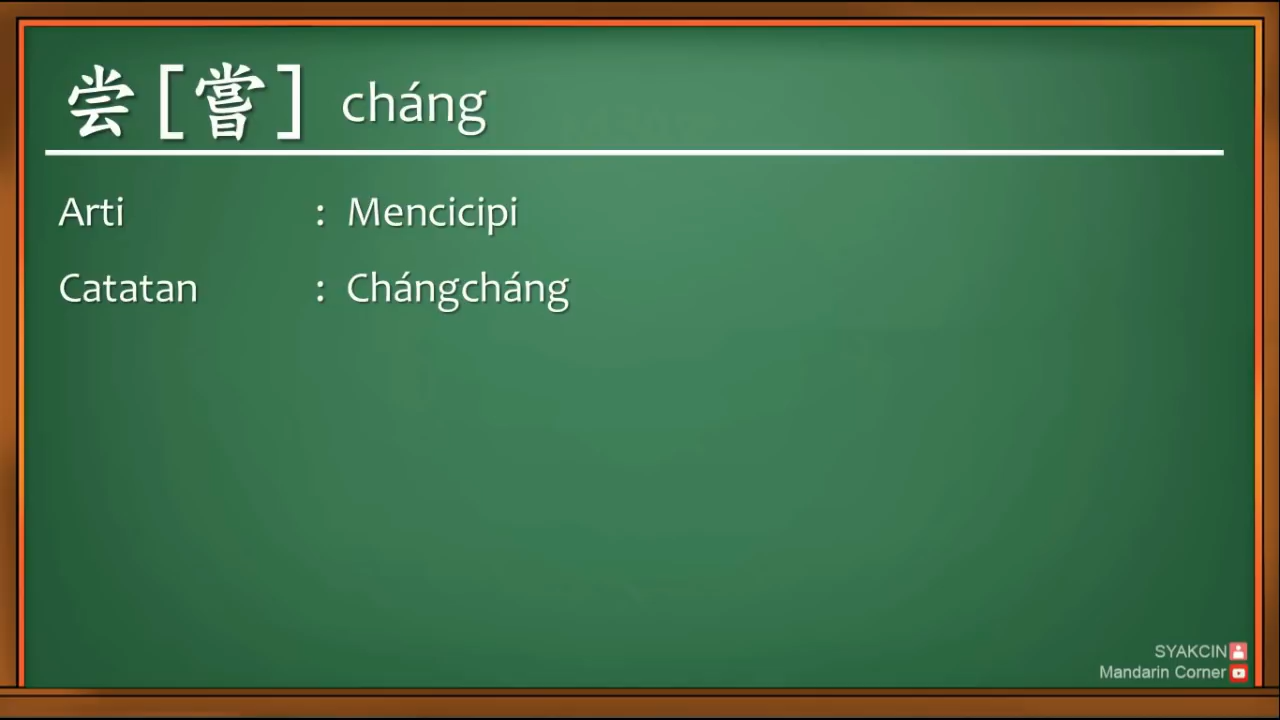 尝[嘗] cháng
Arti : Mencicipi
Catatan : Chángcháng
SYAKCIN
Mandarin Corner